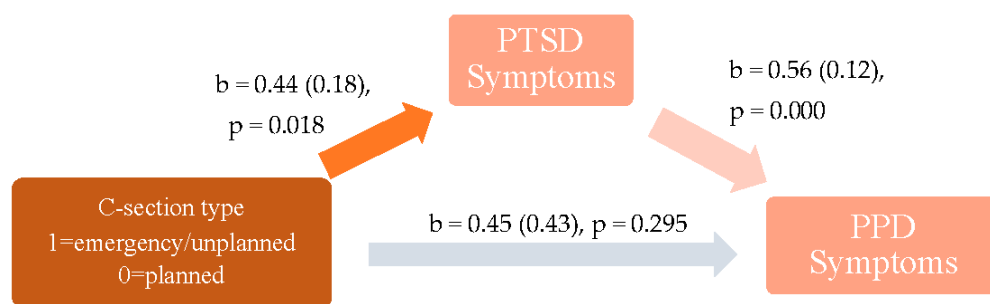 PTSD
Symptoms
b = 0.44 (0.18),
p = 0.018
b = 0.56 (0.12),
p = 0.000
C-section type
1=emergency/unplanned
0=planned
b = 0.45 (0.43), p = 0.295
PPD
Symptoms